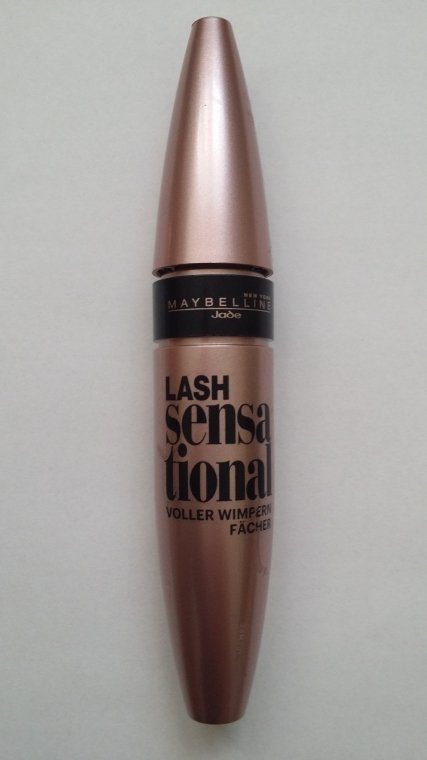 NEW YORK
MAYBELLINE
Jade
LASH
sensa
tional
VOLLER WIMPERN
FÄCHER